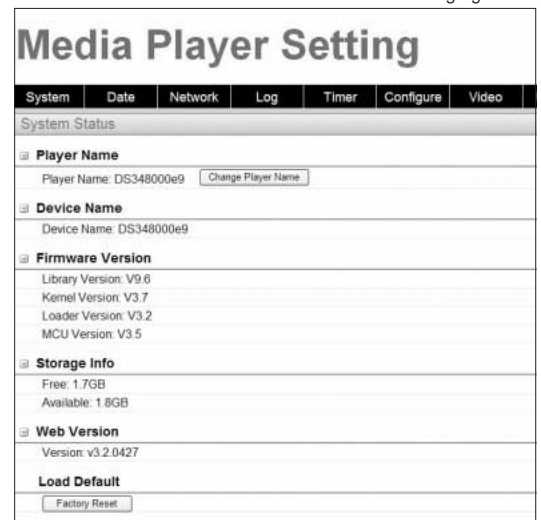 Media Player Setting
System Date Network Log Timer Configure Video
System Status
Player Name
Player Name: DS348000e9 Change Player Name
Device Name
Device Name: DS348000e9
Firmware Version
Library Version: V9.6
Kernel Version: V3.7
Loader Version: V3.2
MCU Version: V3.5
Storage Info
Free: 1.7GB
Available: 1.8GB
Web Version
Version: v3.2.0427
Load Default
Factory Reset